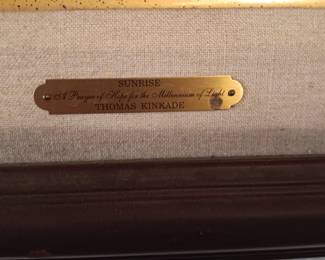 SUNRISE
A Prayer of Hope for the Millennium of Light
THOMAS KINKADE